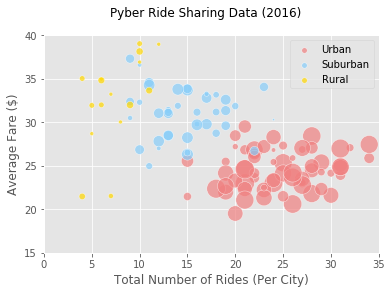 Pyber Ride Sharing Data (2016)
40
35
30
25
20
15
Average Fare ($)
Urban
Suburban
Rural
0
5
10
15
20
25
30
35
Total Number of Rides (Per City)